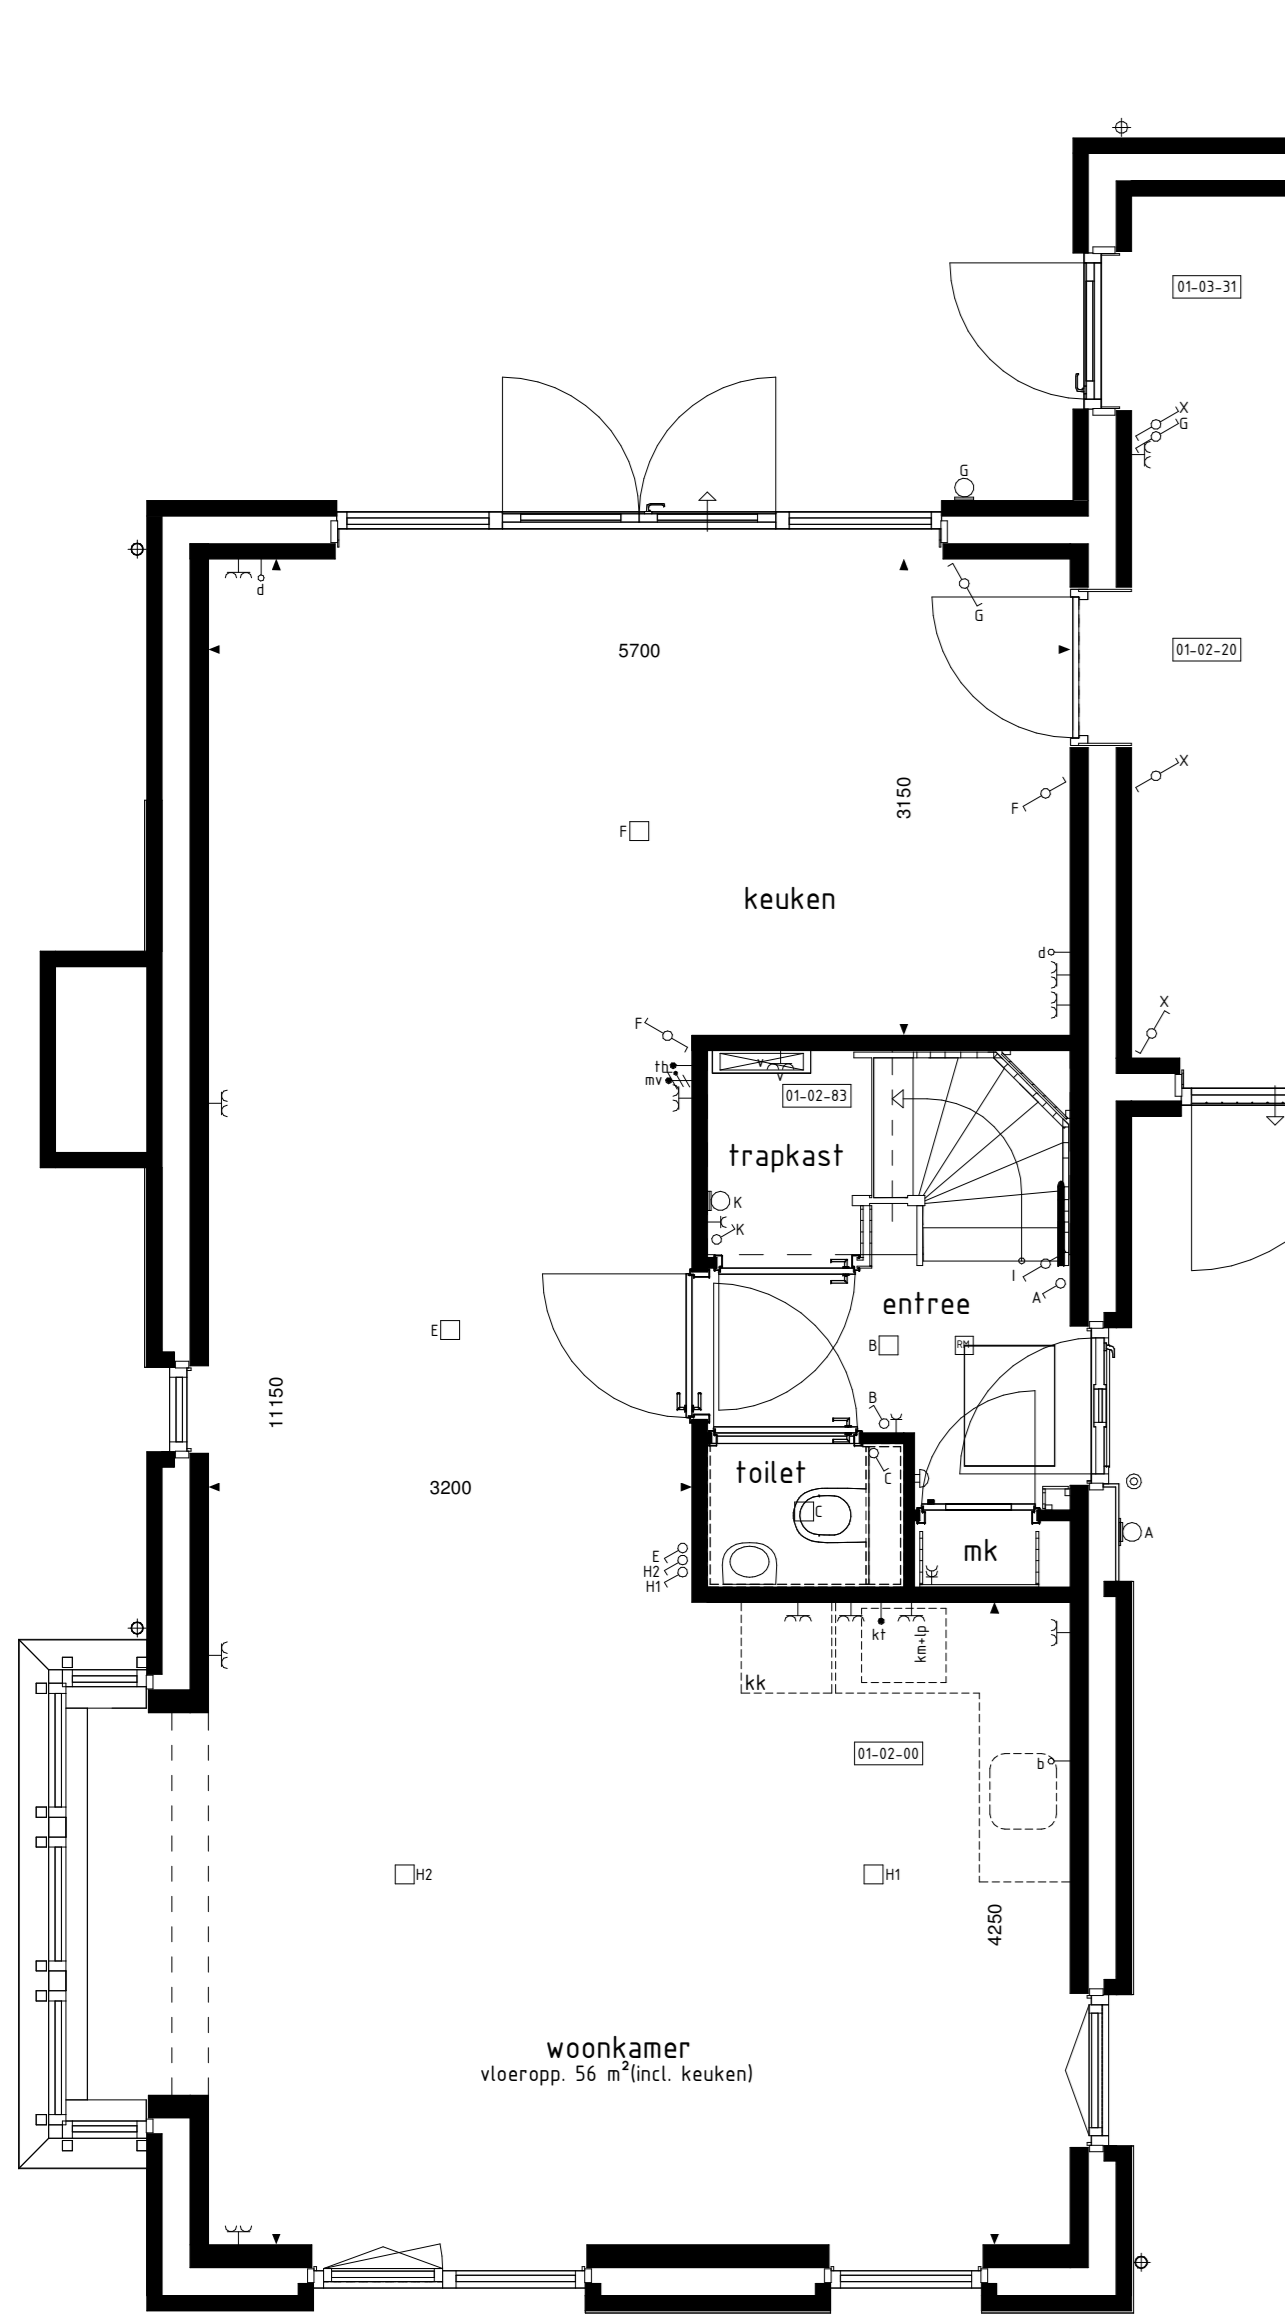 01-03-31
X
G
G
d
G
5700
01-02-20
X
3150
F
F
keuken
d
X
F
th
mv
v
v
01-02-83
trapkast
K
K
I
A
entree
E
B
RM
11150
B
toilet
C
3200
C
A
mk
E
H2
H1
kt
km+lp
kk
01-02-00
b
H2
H1
4250
woonkamer
vloeropp. 56 m²(incl. keuken)